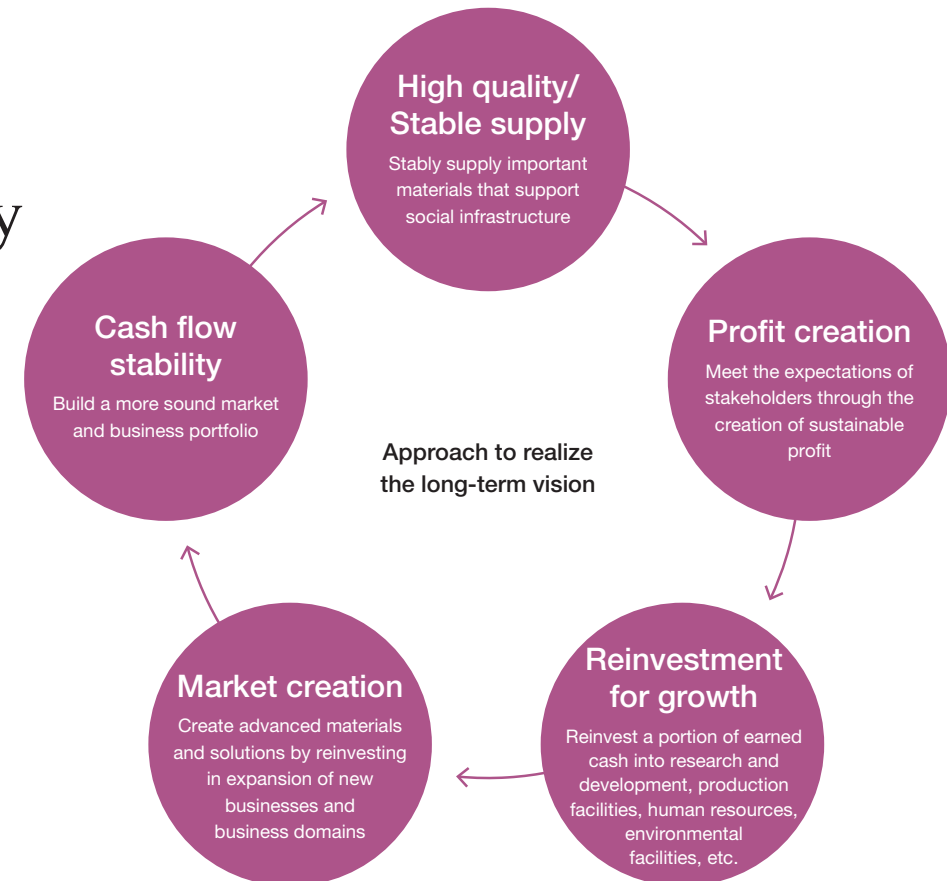 High quality/
Stable supply
Stably supply important
materials that support
social infrastructure
y
Cash flow
stability
Build a more sound market
and business portfolio
Profit creation
Meet the expectations of
stakeholders through the
creation of sustainable
profit
Approach to realize
the long-term vision
Market creation
Create advanced materials
and solutions by reinvesting
in expansion of new
businesses and
business domains
Reinvestment
for growth
Reinvest a portion of earned
cash into research and
development, production
facilities, human resources,
environmental
facilities, etc.